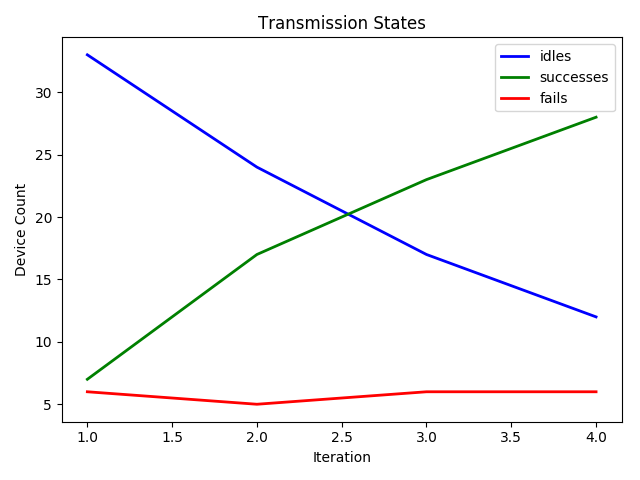 Transmission States
idles
successes
fails
Device Count
30
25
20
15
10
5
1.0 1.5 2.0 2.5 3.0 3.5 4.0
Iteration